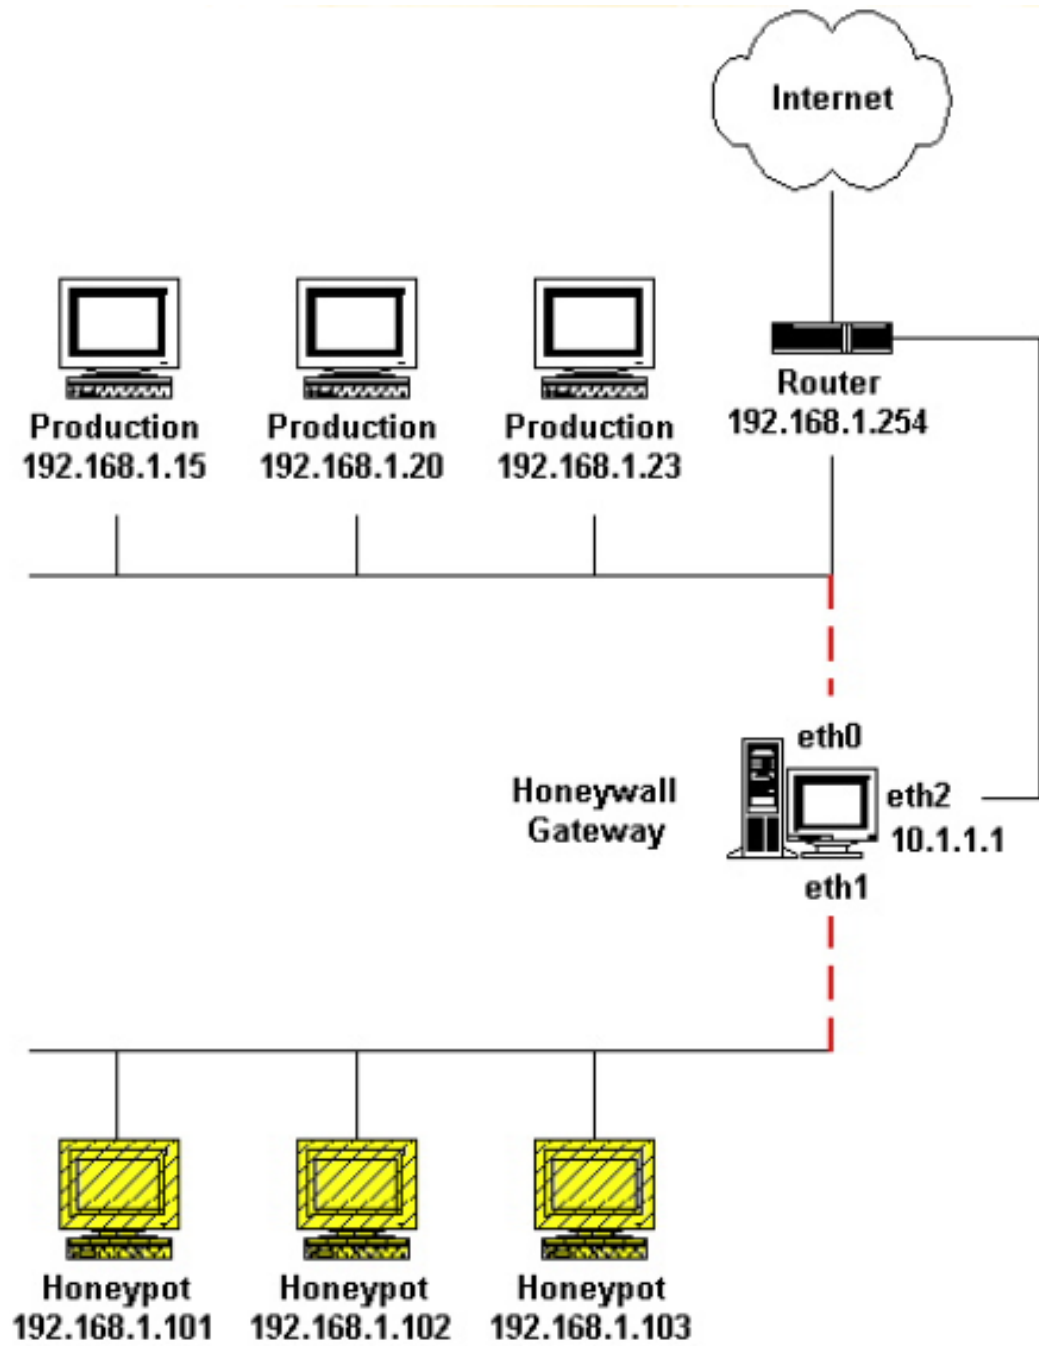 Internet
Router
192.168.1.254
Production
192.168.1.15
Production
192.168.1.20
Production
192.168.1.23
eth0
Honeywall
Gateway
eth2
10.1.1.1
eth1
Honeypot
192.168.1.101
Honeypot
192.168.1.102
Honeypot
192.168.1.103